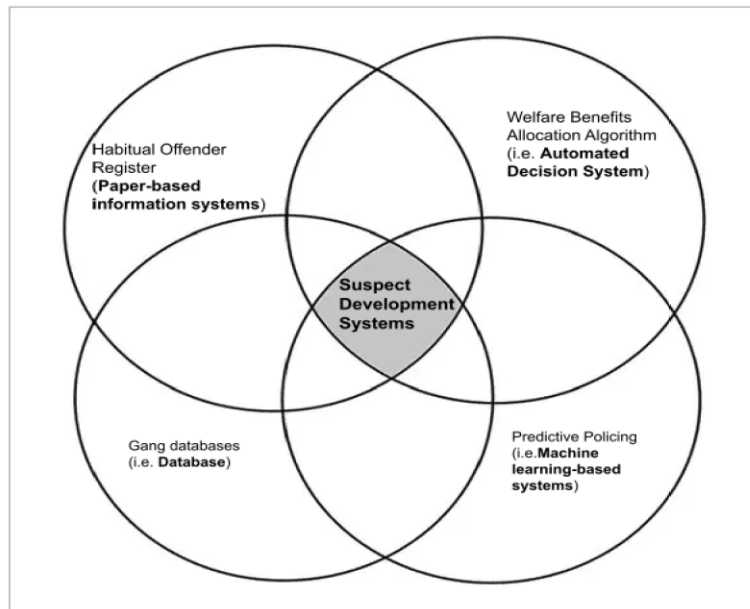 Habitual Offender
Register
(Paper-based
information systems)
Welfare Benefits
Allocation Algorithm
(i.e. Automated
Decision System)
Suspect
Development
Systems
Gang databases
(i.e. Database)
Predictive Policing
(i.e.Machine
learning-based
systems)